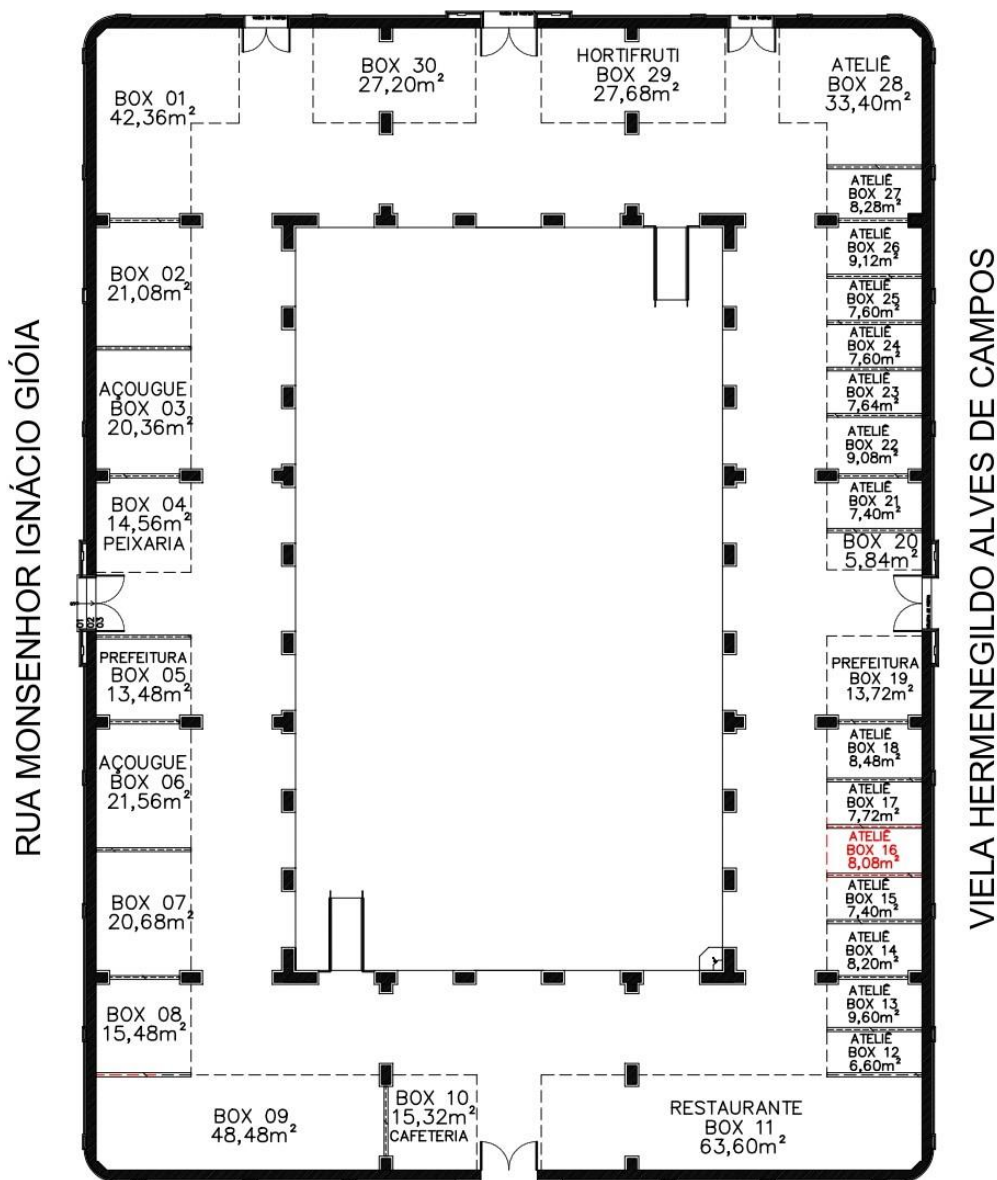 RUA MONSENHOR IGNÁCIO GIÓIA
BOX 01
42,36m²
BOX 30
27,20m²
HORTIFRUTI
BOX 29
27,68m²
ATELIÊ
BOX 28
33,40m²
ATELIÊ
BOX 27
8,28m²
ATELIÊ
BOX 26
9,12m²
ATELIÊ
BOX 25
7,60m²
ATELIÊ
BOX 24
7,60m²
ATELIÊ
BOX 23
7,64m²
ATELIÊ
BOX 22
9,08m²
ATELIÊ
BOX 21
7,40m²
BOX 20
5,84m²
BOX 02
21,08m²
AÇOUGUE
BOX 03
20,36m²
BOX 04
14,56m²
PEIXARIA
01
02
03
PREFEITURA
BOX 05
13,48m²
AÇOUGUE
BOX 06
21,56m²
BOX 07
20,68m²
BOX 08
15,48m²
PREFEITURA
BOX 19
13,72m²
ATELIÊ
BOX 18
8,48m²
ATELIÊ
BOX 17
7,72m²
ATELIÊ
BOX 16
8,08m²
ATELIÊ
BOX 15
7,40m²
ATELIÊ
BOX 14
8,20m²
ATELIÊ
BOX 13
9,60m²
ATELIÊ
BOX 12
6,60m²
BOX 09
48,48m²
BOX 10
15,32m²
CAFETERIA
RESTAURANTE
BOX 11
63,60m²
VIELA HERMENEGILDO ALVES DE CAMPOS